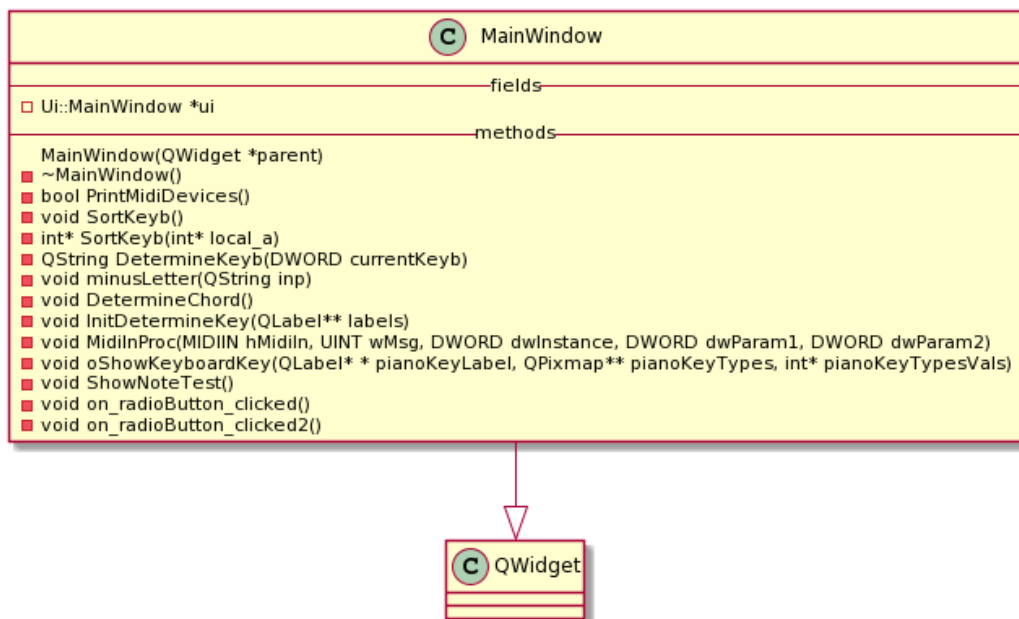 C MainWindow
fields
Ui::MainWindow *ui
methods
MainWindow(QWidget *parent)
~MainWindow()
bool PrintMidiDevices()
void SortKeyb()
int* SortKeyb(int* local_a)
QString DetermineKeyb(DWORD currentKeyb)
void minusLetter(QString inp)
void DetermineChord()
void InitDetermineKey(QLabel** labels)
void MidiInProc(MIDIIN hMidiIn, UINT wMsg, DWORD dwInstance, DWORD dwParam1, DWORD dwParam2)
void oShowKeyboardKey(QLabel* * pianoKeyLabel, QPixmap** pianoKeyTypes, int* pianoKeyTypesVals)
void ShowNoteTest()
void on_radioButton_clicked()
void on_radioButton_clicked2()
C QWidget